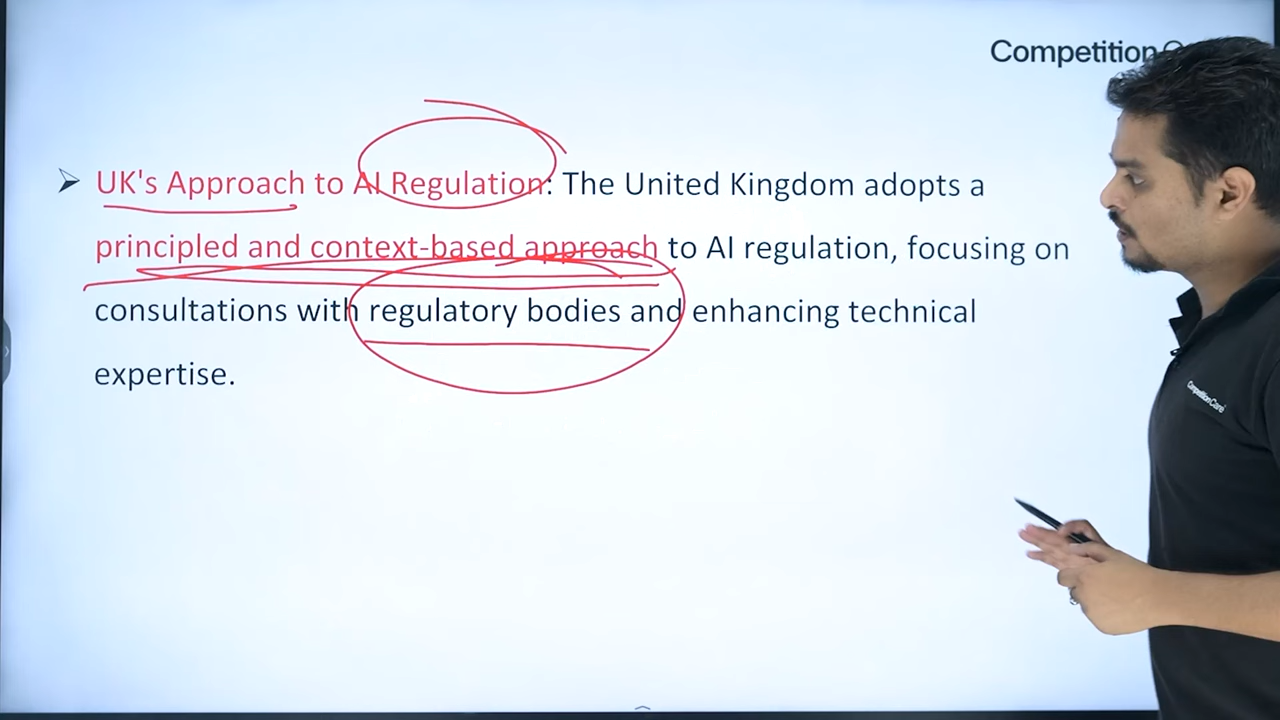 Competition
➢ UK's Approach to AI Regulation: The United Kingdom adopts a
principled and context-based approach to AI regulation, focusing on
consultations with regulatory bodies and enhancing technical
expertise.
CompetitionCare